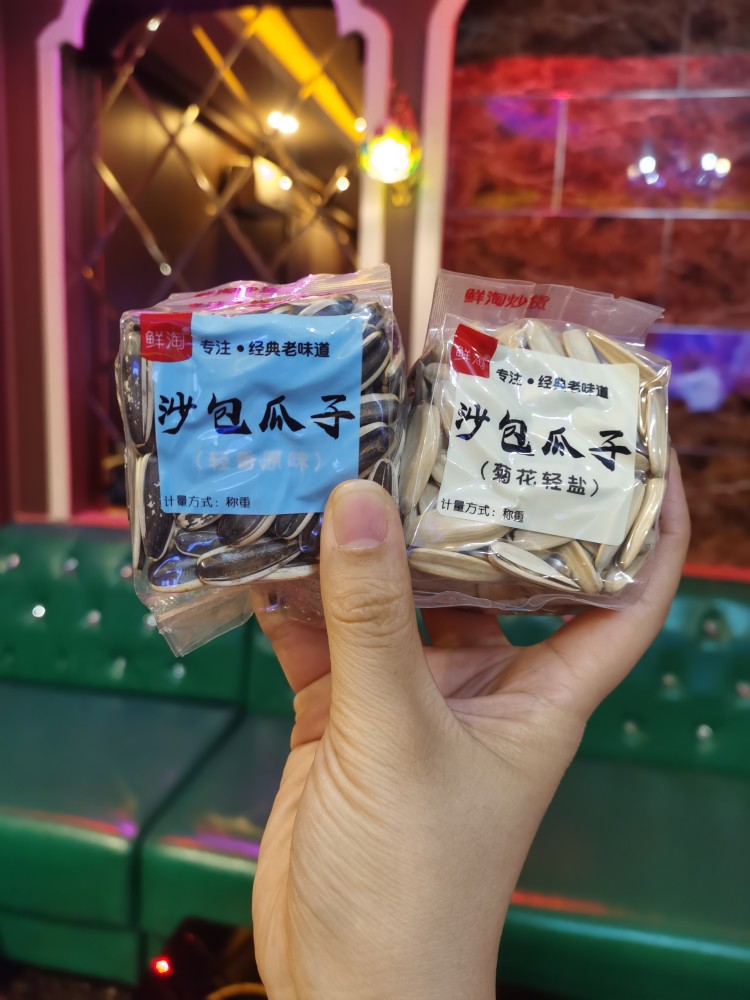 鲜淘
专注•经典老味道
沙包瓜子
（轻香原味）
计量方式：称重
鲜淘炒货
鲜淘
专注•经典老味道
沙包瓜子
（菊花轻盐）
计量方式：称重